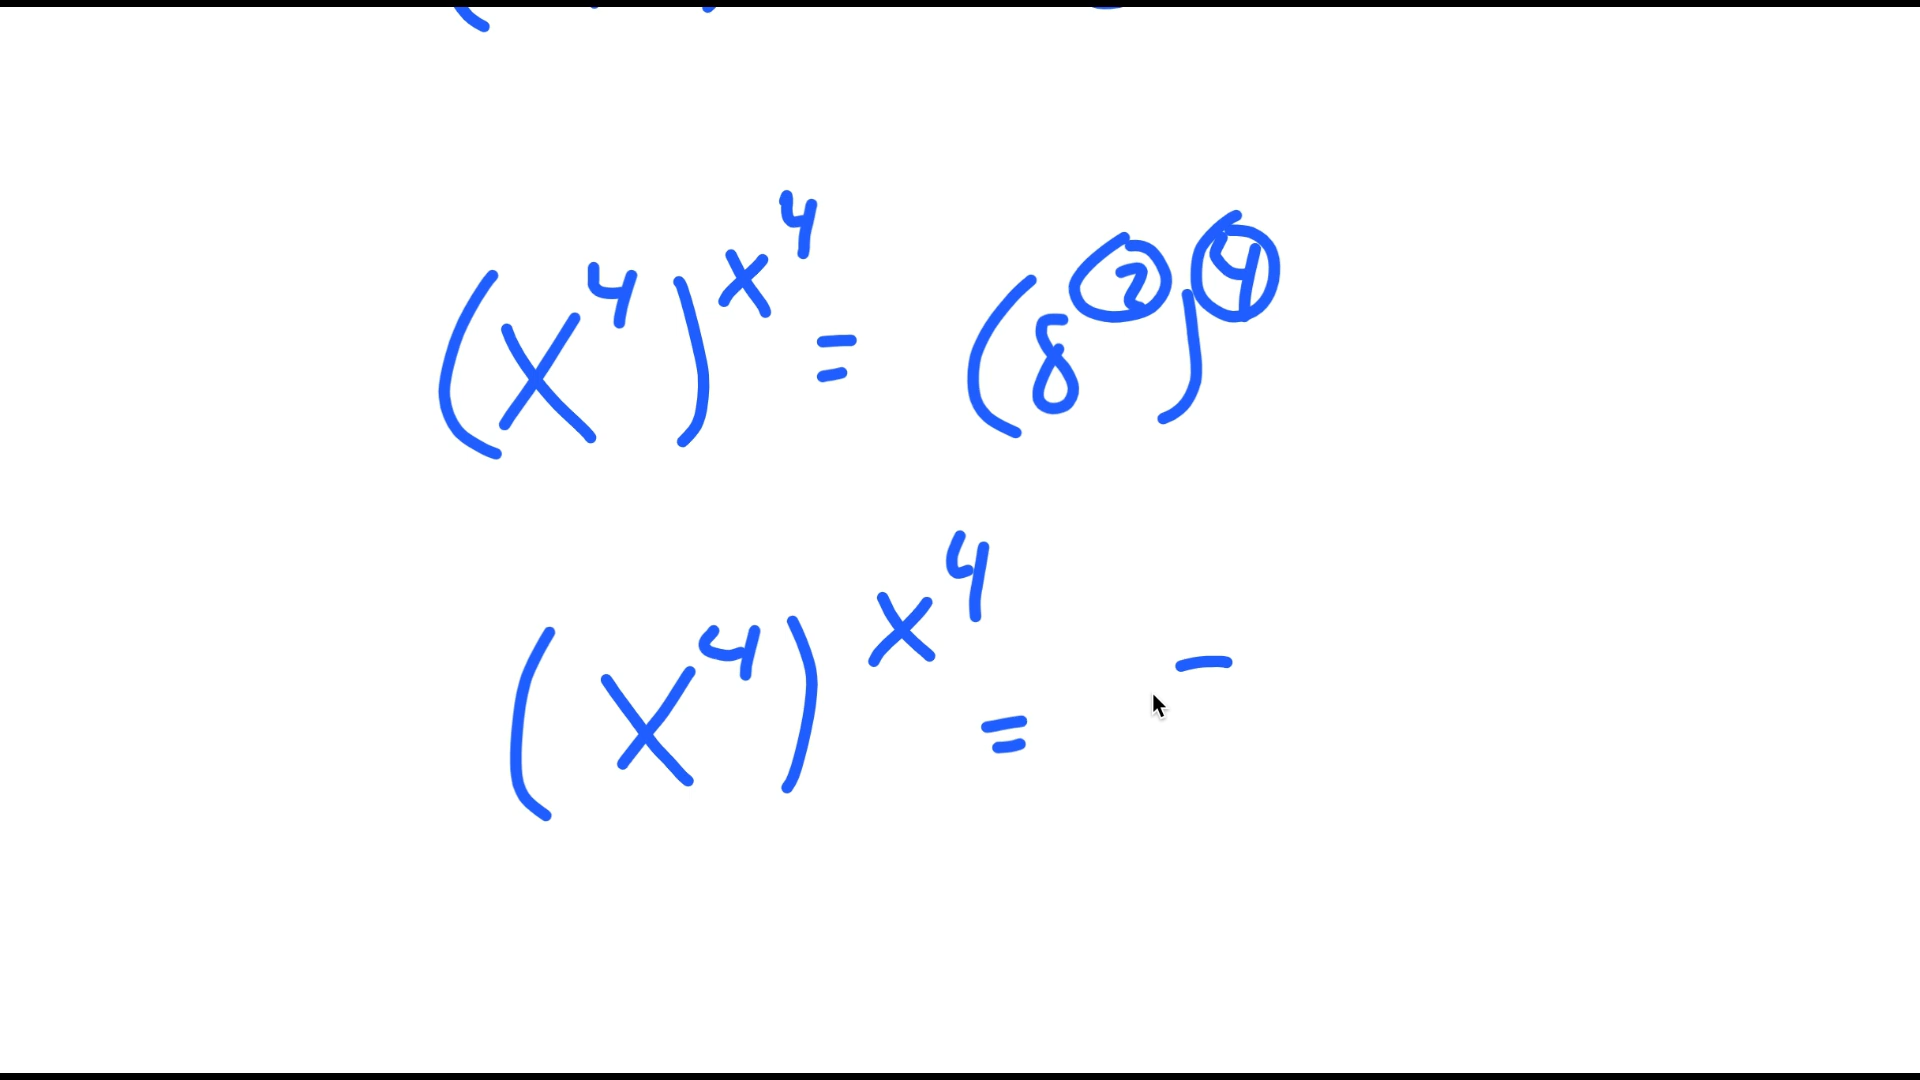 (x⁴)^x⁴ = (8²)⁴
(x⁴)^x⁴ = −